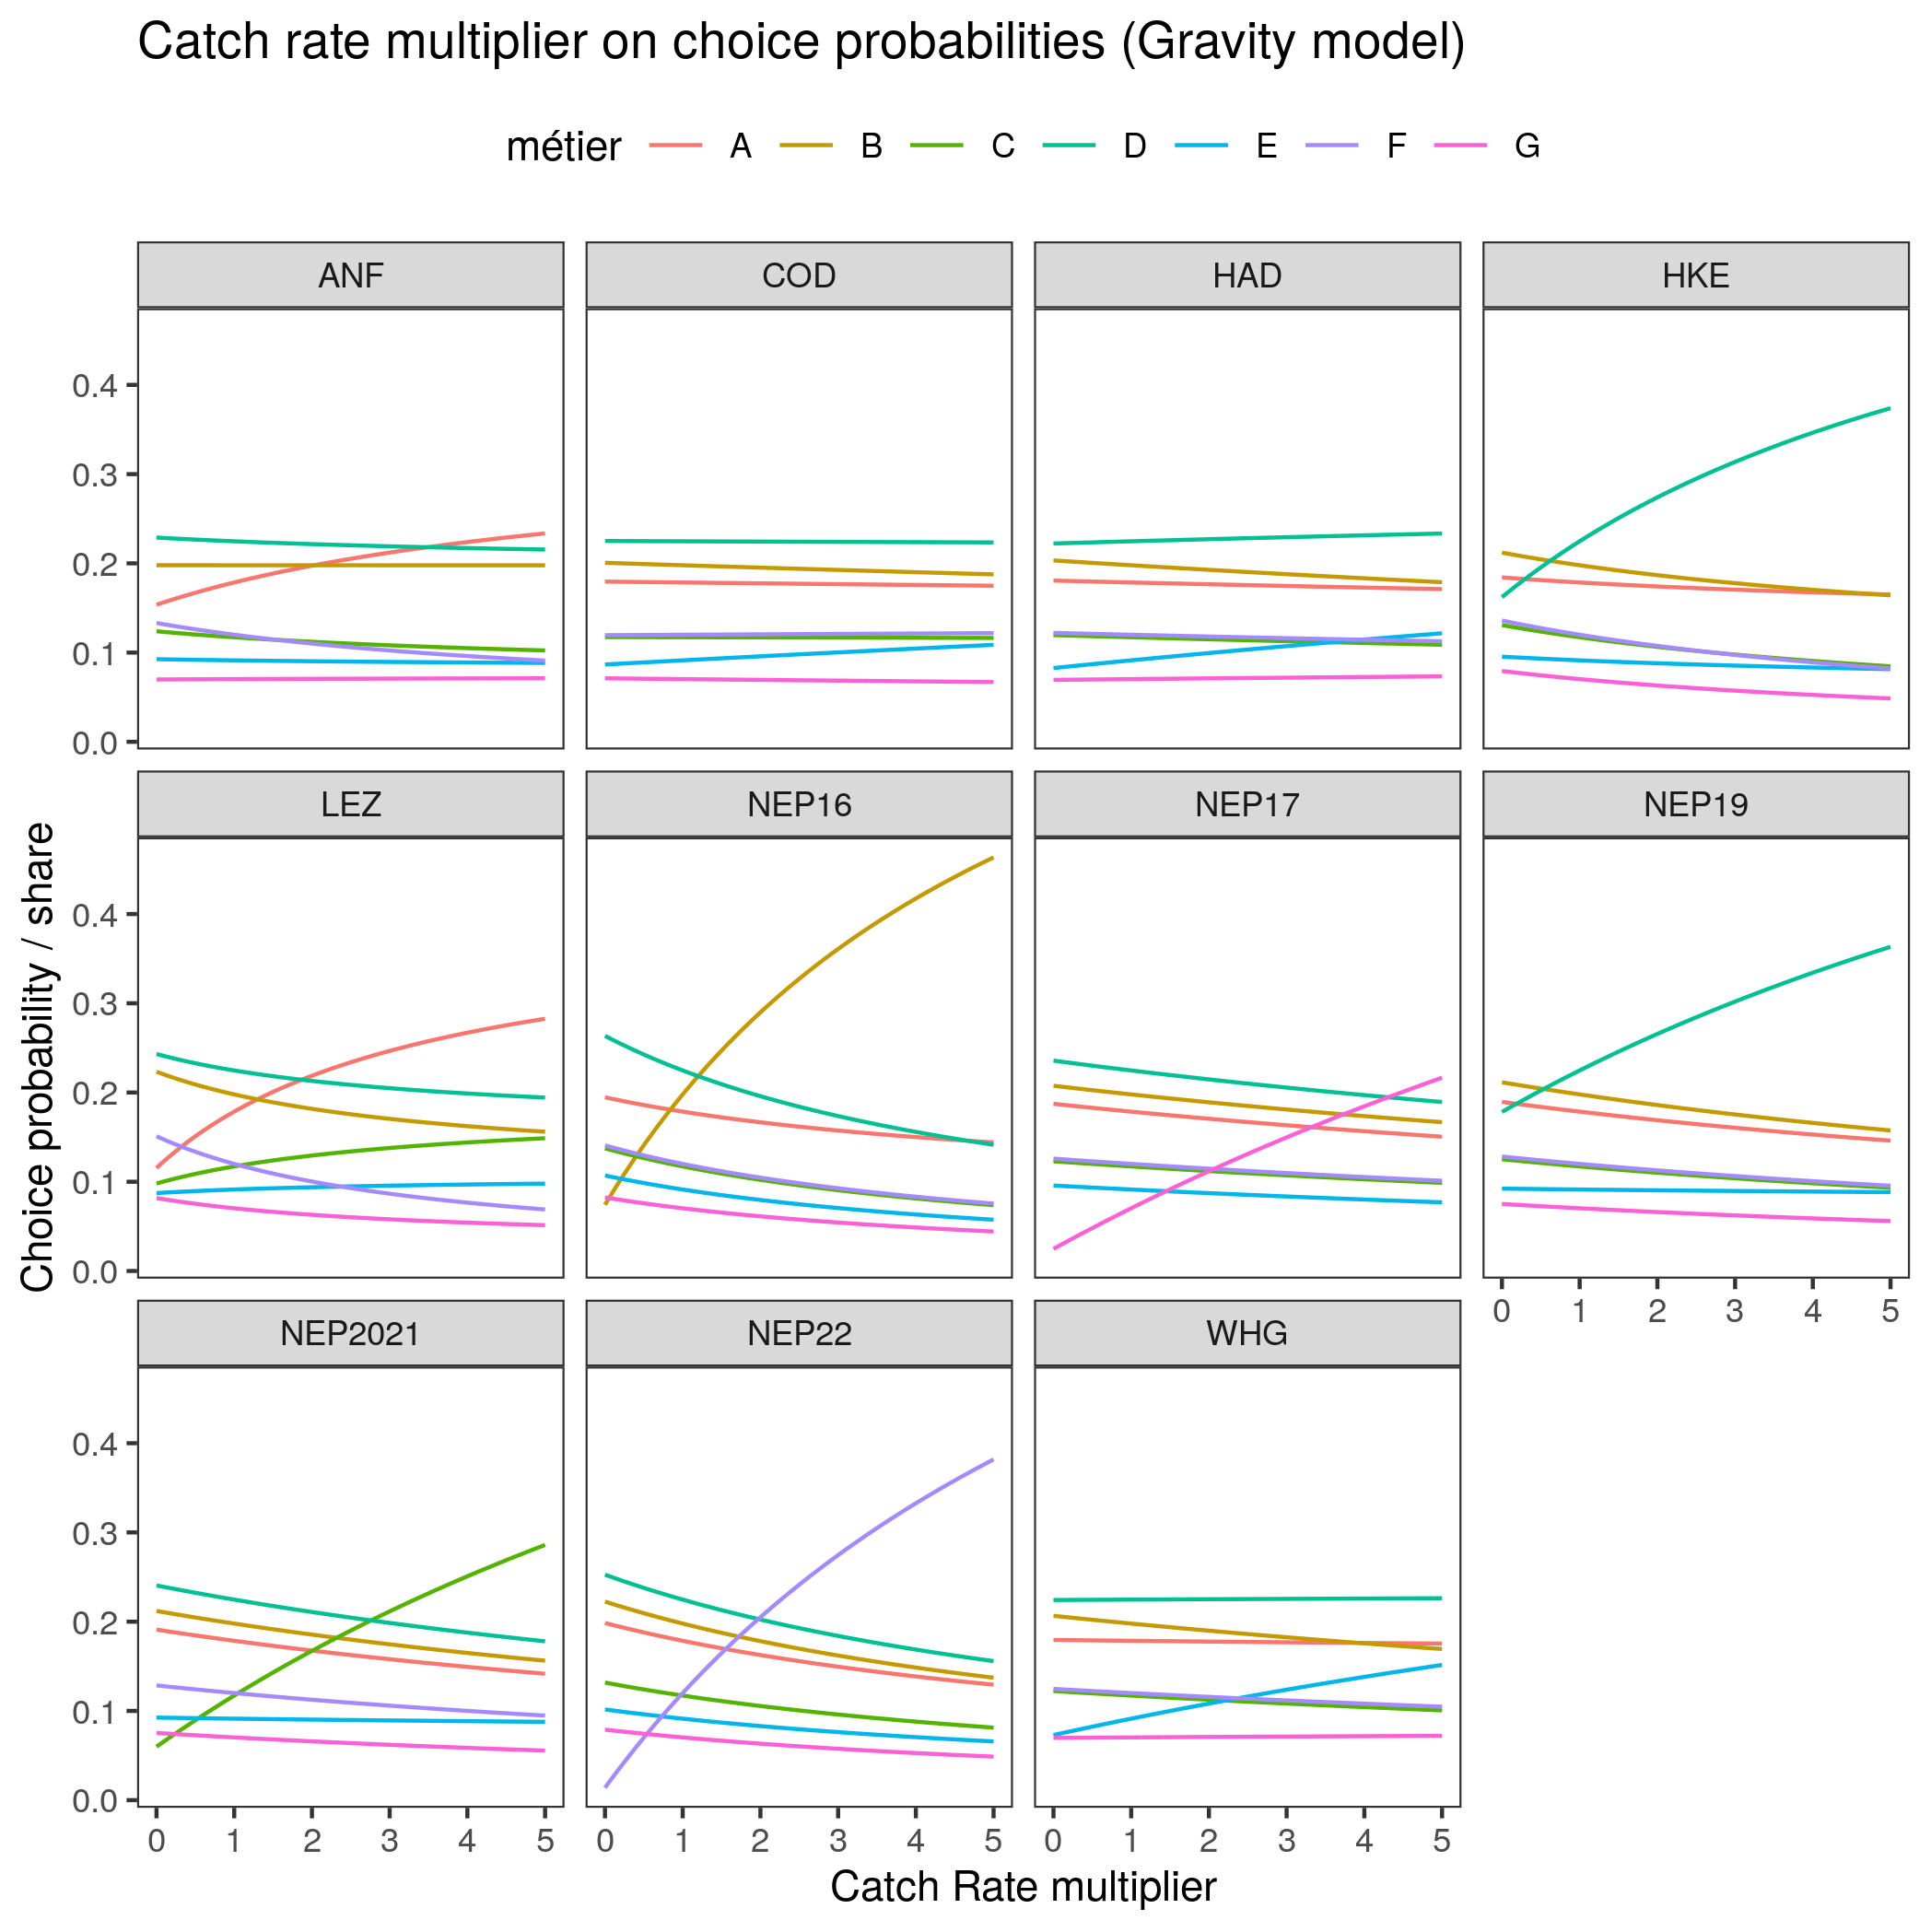 Catch rate multiplier on choice probabilities (Gravity model)
métier A B C D E F G
ANF COD HAD HKE
0.4
0.3
0.2
0.1
0.0
LEZ NEP16 NEP17 NEP19
Choice probability / share
0.4
0.3
0.2
0.1
0.0
0 1 2 3 4 5
NEP2021 NEP22 WHG
0.4
0.3
0.2
0.1
0.0
0 1 2 3 4 5 0 1 2 3 4 5 0 1 2 3 4 5
Catch Rate multiplier